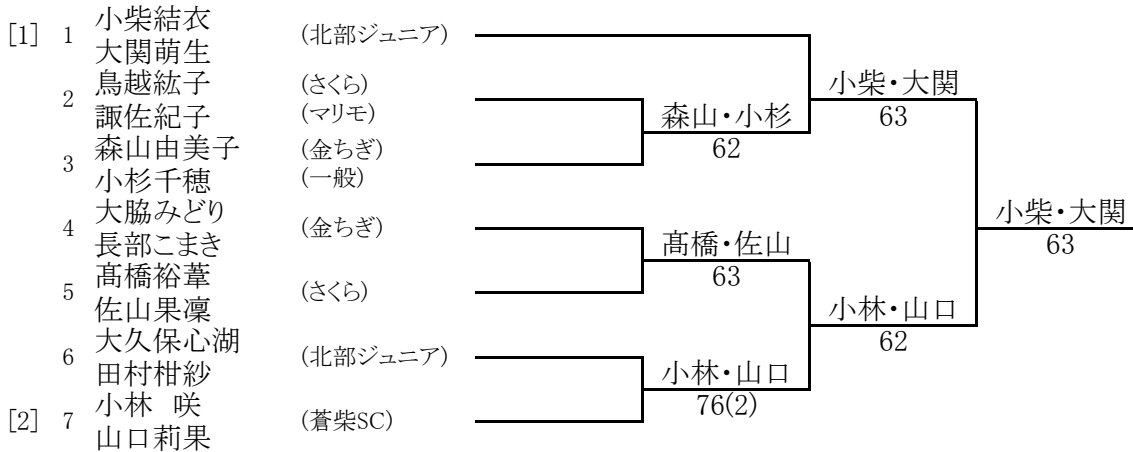 [1] 1 小柴結衣 (北部ジュニア)
大関萌生
2 鳥越紘子 (さくら)
諏佐紀子 (マリモ)
3 森山由美子 (金ちぎ)
小杉千穂 (一般)
4 大脇みどり (金ちぎ)
長部こまき
5 髙橋裕葦 (さくら)
佐山果凜
6 大久保心湖 (北部ジュニア)
田村柑紗
[2] 7 小林 咲 (蒼柴SC)
山口莉果
森山・小杉
62
髙橋・佐山
63
小林・山口
76(2)
小柴・大関
63
小林・山口
62
小柴・大関
63